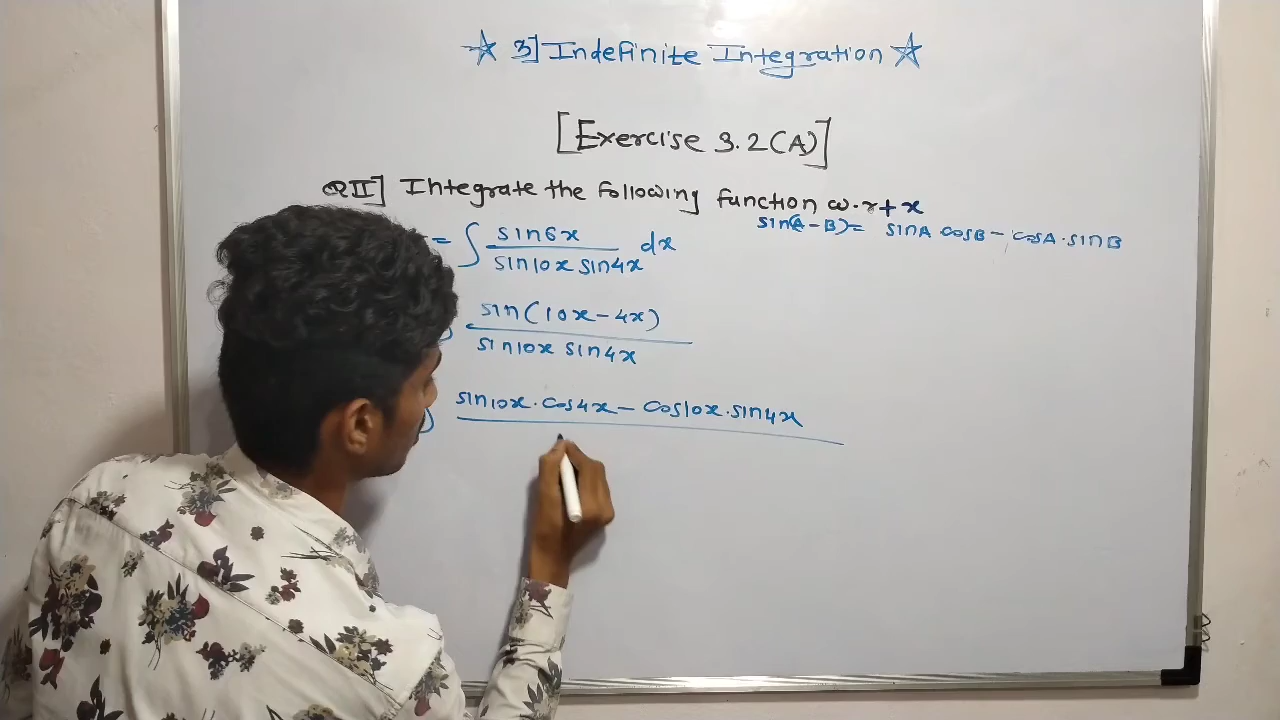 ☆ 3] Indefinite Integration ☆
[Exercise 3.2(A)]
Q II] Integrate the following function w.r.t x
sin(A - B) = sinA cosB - cosA . sinB
= ∫ sin6x / sin10x sin4x dx
sin(10x - 4x) / sin10x sin4x
sin10x . cos4x - cos10x . sin4x